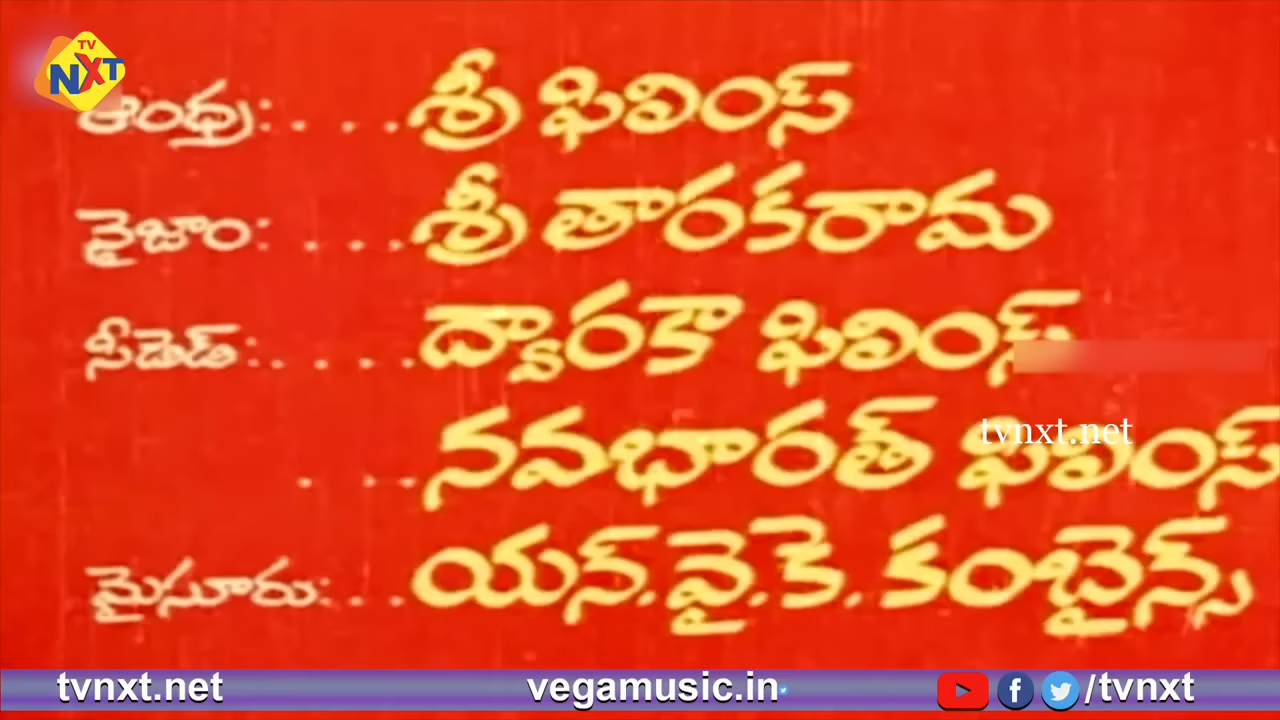 TV NXT
ఆంధ్ర: . . . . శ్రీ ఫిలింస్
నైజాం: . . . శ్రీ తారకరామ
సీడెడ్: . . . . . ద్వారకా ఫిలింస్
. . . నవభారత్ ఫిలింస్
tvnxt.net
మైసూరు: . . యన్.వై.కే. కంబైన్స్
tvnxt.net vegamusic.in /tvnxt